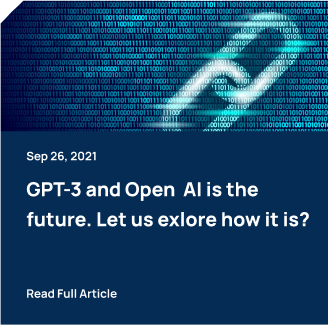 Sep 26, 2021
GPT-3 and Open  AI is the
future. Let us exlore how it is?
Read Full Article